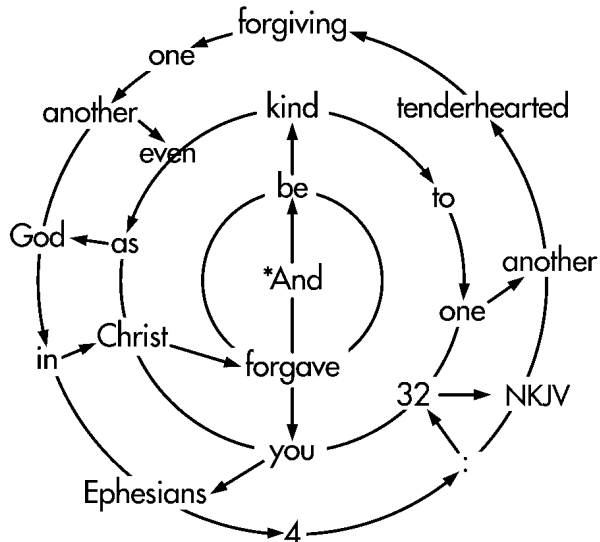 *And
be
kind
to
one
another
tenderhearted
forgiving
one
another
even
as
God
in
Christ
forgave
you
Ephesians
4
:
32
NKJV